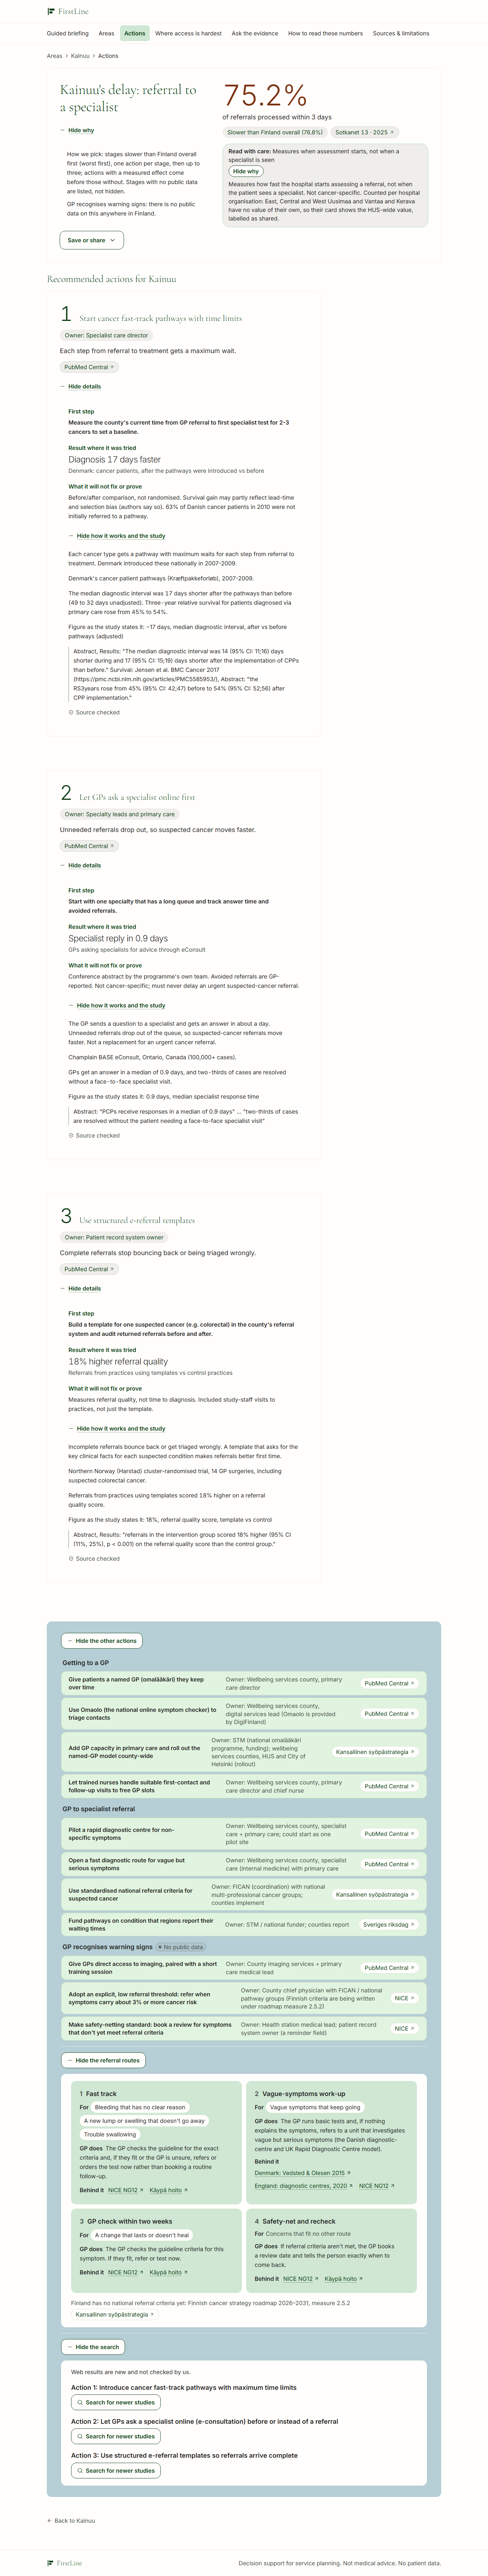 FirstLine
Guided briefing Areas Actions Where access is hardest Ask the evidence How to read these numbers Sources & limitations
Areas > Kainuu > Actions
Kainuu's delay: referral to
a specialist
Hide why
How we pick: stages slower than Finland overall
first (worst first), one action per stage, then up to
three; actions with a measured effect come
before those without. Stages with no public data
are listed, not hidden.
GP recognises warning signs: there is no public
data on this anywhere in Finland.
Save or share
75.2%
of referrals processed within 3 days
Slower than Finland overall (76.8%)
Sotkanet 13 · 2025 ↗
Read with care: Measures when assessment starts, not when a
specialist is seen
Hide why
Measures how fast the hospital starts assessing a referral, not when
the patient sees a specialist. Not cancer-specific. Counted per hospital
organisation: East, Central and West Uusimaa and Vantaa and Kerava
have no value of their own, so their card shows the HUS-wide value,
labelled as shared.
Recommended actions for Kainuu
1 Start cancer fast-track pathways with time limits
Owner: Specialist care director
Each step from referral to treatment gets a maximum wait.
PubMed Central ↗
Hide details
First step
Measure the county's current time from GP referral to first specialist test for 2-3
cancers to set a baseline.
Result where it was tried
Diagnosis 17 days faster
Denmark: cancer patients, after the pathways were introduced vs before
What it will not fix or prove
Before/after comparison, not randomised. Survival gain may partly reflect lead-time
and selection bias (authors say so). 63% of Danish cancer patients in 2010 were not
initially referred to a pathway.
Hide how it works and the study
Each cancer type gets a pathway with maximum waits for each step from referral to
treatment. Denmark introduced these nationally in 2007-2009.
Denmark's cancer patient pathways (Kræftpakkeforløb), 2007-2009.
The median diagnostic interval was 17 days shorter after the pathways than before
(49 to 32 days unadjusted). Three-year relative survival for patients diagnosed via
primary care rose from 45% to 54%.
Figure as the study states it: −17 days, median diagnostic interval, after vs before
pathways (adjusted)
Abstract, Results: "The median diagnostic interval was 14 (95% CI: 11;16) days
shorter during and 17 (95% CI: 15;19) days shorter after the implementation of CPPs
than before." Survival: Jensen et al. BMC Cancer 2017
(https://pmc.ncbi.nlm.nih.gov/articles/PMC5585953/), Abstract: "the
RS3years rose from 45% (95% CI: 42;47) before to 54% (95% CI: 52;56) after
CPP implementation."
Source checked
2 Let GPs ask a specialist online first
Owner: Specialty leads and primary care
Unneeded referrals drop out, so suspected cancer moves faster.
PubMed Central ↗
Hide details
First step
Start with one specialty that has a long queue and track answer time and
avoided referrals.
Result where it was tried
Specialist reply in 0.9 days
GPs asking specialists for advice through eConsult
What it will not fix or prove
Conference abstract by the programme's own team. Avoided referrals are GP-
reported. Not cancer-specific; must never delay an urgent suspected-cancer referral.
Hide how it works and the study
The GP sends a question to a specialist and gets an answer in about a day.
Unneeded referrals drop out of the queue, so suspected-cancer referrals move
faster. Not a replacement for an urgent cancer referral.
Champlain BASE eConsult, Ontario, Canada (100,000+ cases).
GPs get an answer in a median of 0.9 days, and two-thirds of cases are resolved
without a face-to-face specialist visit.
Figure as the study states it: 0.9 days, median specialist response time
Abstract: "PCPs receive responses in a median of 0.9 days" ... "two-thirds of cases
are resolved without the patient needing a face-to-face specialist visit"
Source checked
3 Use structured e-referral templates
Owner: Patient record system owner
Complete referrals stop bouncing back or being triaged wrongly.
PubMed Central ↗
Hide details
First step
Build a template for one suspected cancer (e.g. colorectal) in the county's referral
system and audit returned referrals before and after.
Result where it was tried
18% higher referral quality
Referrals from practices using templates vs control practices
What it will not fix or prove
Measures referral quality, not time to diagnosis. Included study-staff visits to
practices, not just the template.
Hide how it works and the study
Incomplete referrals bounce back or get triaged wrongly. A template that asks for the
key clinical facts for each suspected condition makes referrals better first time.
Northern Norway (Harstad) cluster-randomised trial, 14 GP surgeries, including
suspected colorectal cancer.
Referrals from practices using templates scored 18% higher on a referral
quality score.
Figure as the study states it: 18%, referral quality score, template vs control
Abstract, Results: "referrals in the intervention group scored 18% higher (95% CI
(11%, 25%), p < 0.001) on the referral quality score than the control group."
Source checked
Hide the other actions
Getting to a GP
Give patients a named GP (omalääkäri) they keep
over time
Owner: Wellbeing services county, primary
care director
PubMed Central ↗
Use Omaolo (the national online symptom checker) to
triage contacts
Owner: Wellbeing services county,
digital services lead (Omaolo is provided
by DigiFinland)
PubMed Central ↗
Add GP capacity in primary care and roll out the
named-GP model county-wide
Owner: STM (national omalääkäri
programme, funding); wellbeing
services counties, HUS and City of
Helsinki (rollout)
Kansallinen syöpästrategia ↗
Let trained nurses handle suitable first-contact and
follow-up visits to free GP slots
Owner: Wellbeing services county, primary
care director and chief nurse
PubMed Central ↗
GP to specialist referral
Pilot a rapid diagnostic centre for non-
specific symptoms
Owner: Wellbeing services county, specialist
care + primary care; could start as one
pilot site
PubMed Central ↗
Open a fast diagnostic route for vague but
serious symptoms
Owner: Wellbeing services county, specialist
care (internal medicine) with primary care
PubMed Central ↗
Use standardised national referral criteria for
suspected cancer
Owner: FICAN (coordination) with national
multi-professional cancer groups;
counties implement
Kansallinen syöpästrategia ↗
Fund pathways on condition that regions report their
waiting times
Owner: STM / national funder; counties report
Sveriges riksdag ↗
GP recognises warning signs No public data
Give GPs direct access to imaging, paired with a short
training session
Owner: County imaging services + primary
care medical lead
PubMed Central ↗
Adopt an explicit, low referral threshold: refer when
symptoms carry about 3% or more cancer risk
Owner: County chief physician with FICAN / national
pathway groups (Finnish criteria are being written
under roadmap measure 2.5.2)
NICE ↗
Make safety-netting standard: book a review for symptoms
that don't yet meet referral criteria
Owner: Health station medical lead; patient record
system owner (a reminder field)
NICE ↗
Hide the referral routes
1 Fast track
For Bleeding that has no clear reason
A new lump or swelling that doesn't go away
Trouble swallowing
GP does The GP checks the guideline for the exact
criteria and, if they fit or the GP is unsure, refers or
orders the test now rather than booking a routine
follow-up.
Behind it NICE NG12 ↗ Käypä hoito ↗
2 Vague-symptoms work-up
For Vague symptoms that keep going
GP does The GP runs basic tests and, if nothing
explains the symptoms, refers to a unit that investigates
vague but serious symptoms (the Danish diagnostic-
centre and UK Rapid Diagnostic Centre model).
Behind it
Denmark: Vedsted & Olesen 2015 ↗
England: diagnostic centres, 2020 ↗ NICE NG12 ↗
3 GP check within two weeks
For A change that lasts or doesn't heal
GP does The GP checks the guideline criteria for this
symptom. If they fit, refer or test now.
Behind it NICE NG12 ↗ Käypä hoito ↗
4 Safety-net and recheck
For Concerns that fit no other route
GP does If referral criteria aren't met, the GP books
a review date and tells the person exactly when to
come back.
Behind it NICE NG12 ↗ Käypä hoito ↗
Finland has no national referral criteria yet: Finnish cancer strategy roadmap 2026–2031, measure 2.5.2
Kansallinen syöpästrategia ↗
Hide the search
Web results are new and not checked by us.
Action 1: Introduce cancer fast-track pathways with maximum time limits
Search for newer studies
Action 2: Let GPs ask a specialist online (e-consultation) before or instead of a referral
Search for newer studies
Action 3: Use structured e-referral templates so referrals arrive complete
Search for newer studies
← Back to Kainuu
FirstLine
Decision support for service planning. Not medical advice. No patient data.